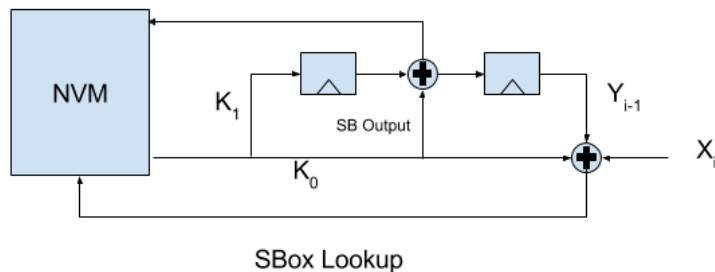 NVM
K1
SB Output
Yi-1
K0
Xi
SBox Lookup